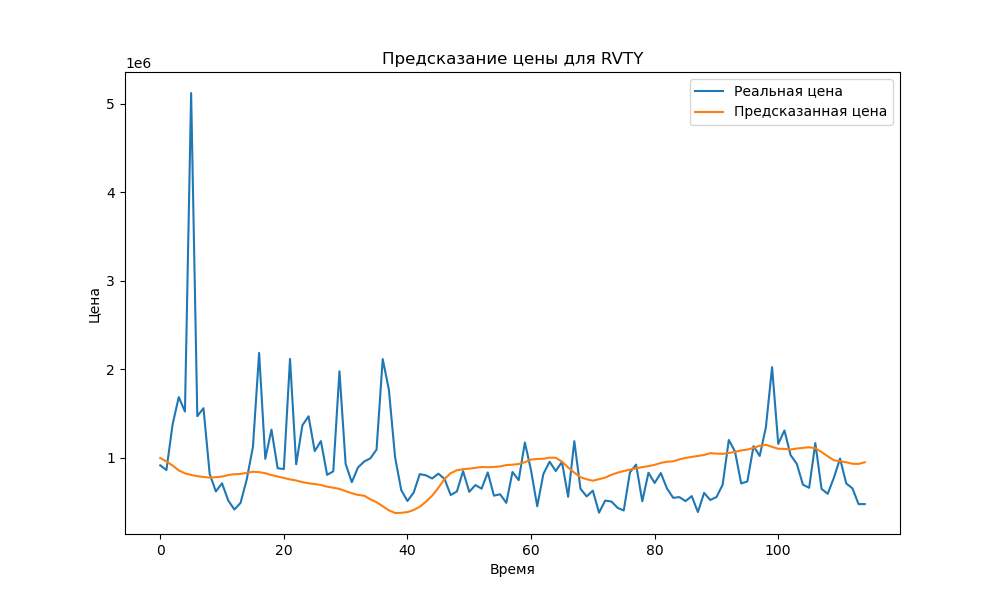 Предсказание цены для RVTY
1e6
Реальная цена
Предсказанная цена
5
4
3
2
1
Цена
0 20 40 60 80 100
Время